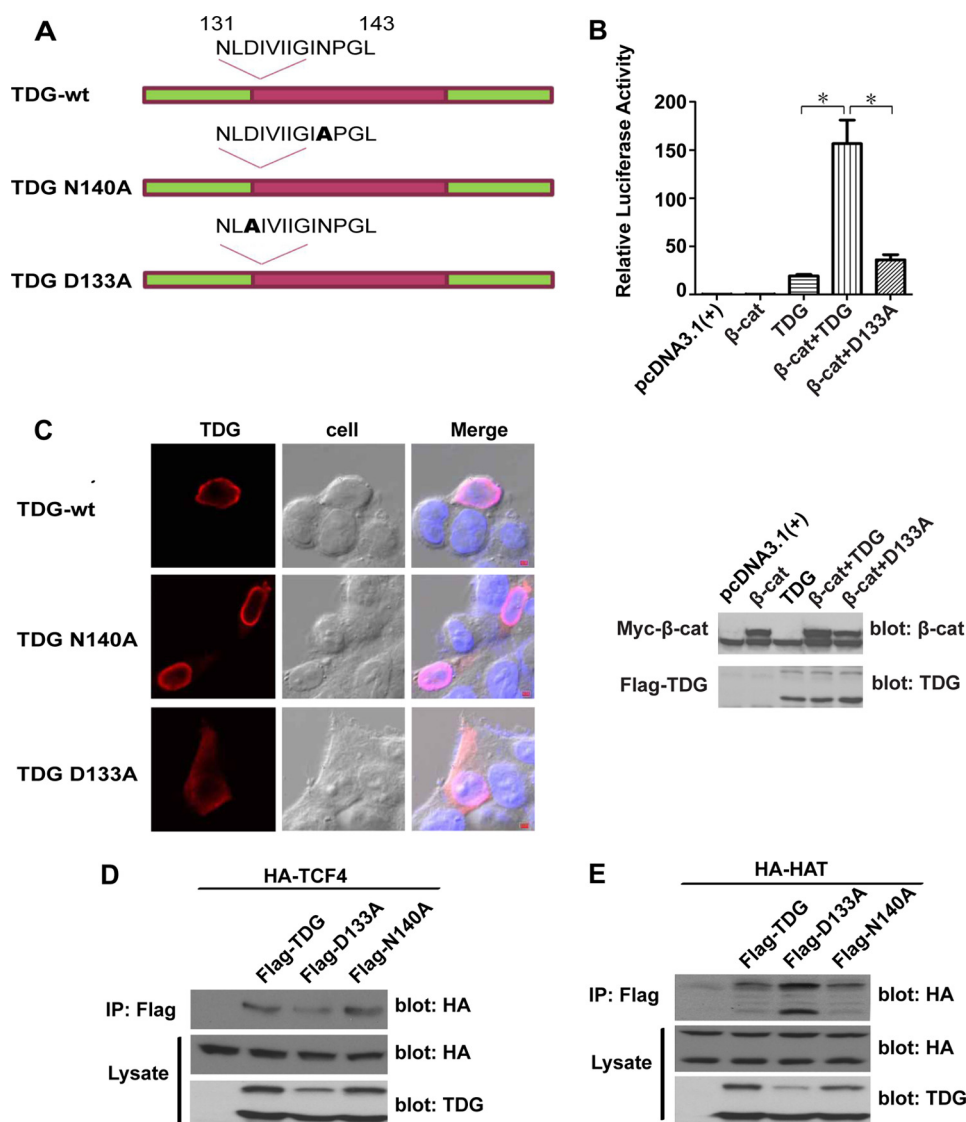 A
131 143
NLDIVIIGINPGL
TDG-wt
NLDIVIIGIAPGL
TDG N140A
NLAIVIIGINPGL
TDG D133A
B
Relative Luciferase Activity
200
150
100
50
0
* *
pcDNA3.1(+)
β-cat
TDG
β-cat+TDG
β-cat+D133A
C
TDG cell Merge
TDG-wt
TDG N140A
TDG D133A
pcDNA3.1(+)
β-cat
TDG
β-cat+TDG
β-cat+D133A
Myc-β-cat blot: β-cat
Flag-TDG blot: TDG
D
HA-TCF4
Flag-TDG
Flag-D133A
Flag-N140A
IP: Flag blot: HA
Lysate
blot: HA
blot: TDG
E
HA-HAT
Flag-TDG
Flag-D133A
Flag-N140A
IP: Flag blot: HA
Lysate
blot: HA
blot: TDG